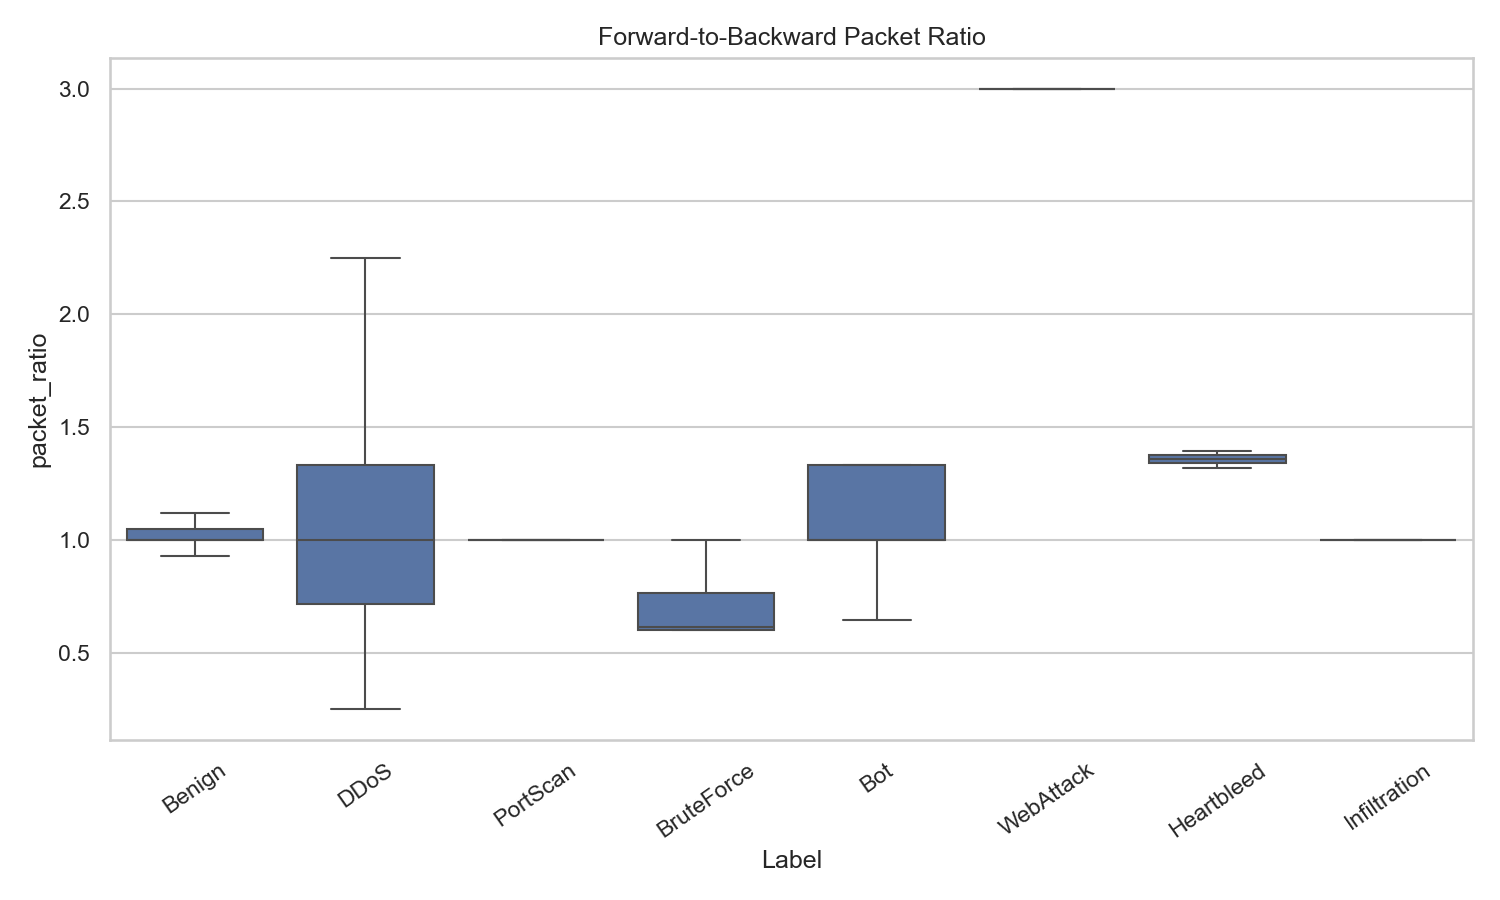 Forward-to-Backward Packet Ratio
packet_ratio
3.0
2.5
2.0
1.5
1.0
0.5
Benign
DDoS
PortScan
BruteForce
Bot
WebAttack
Heartbleed
Infiltration
Label